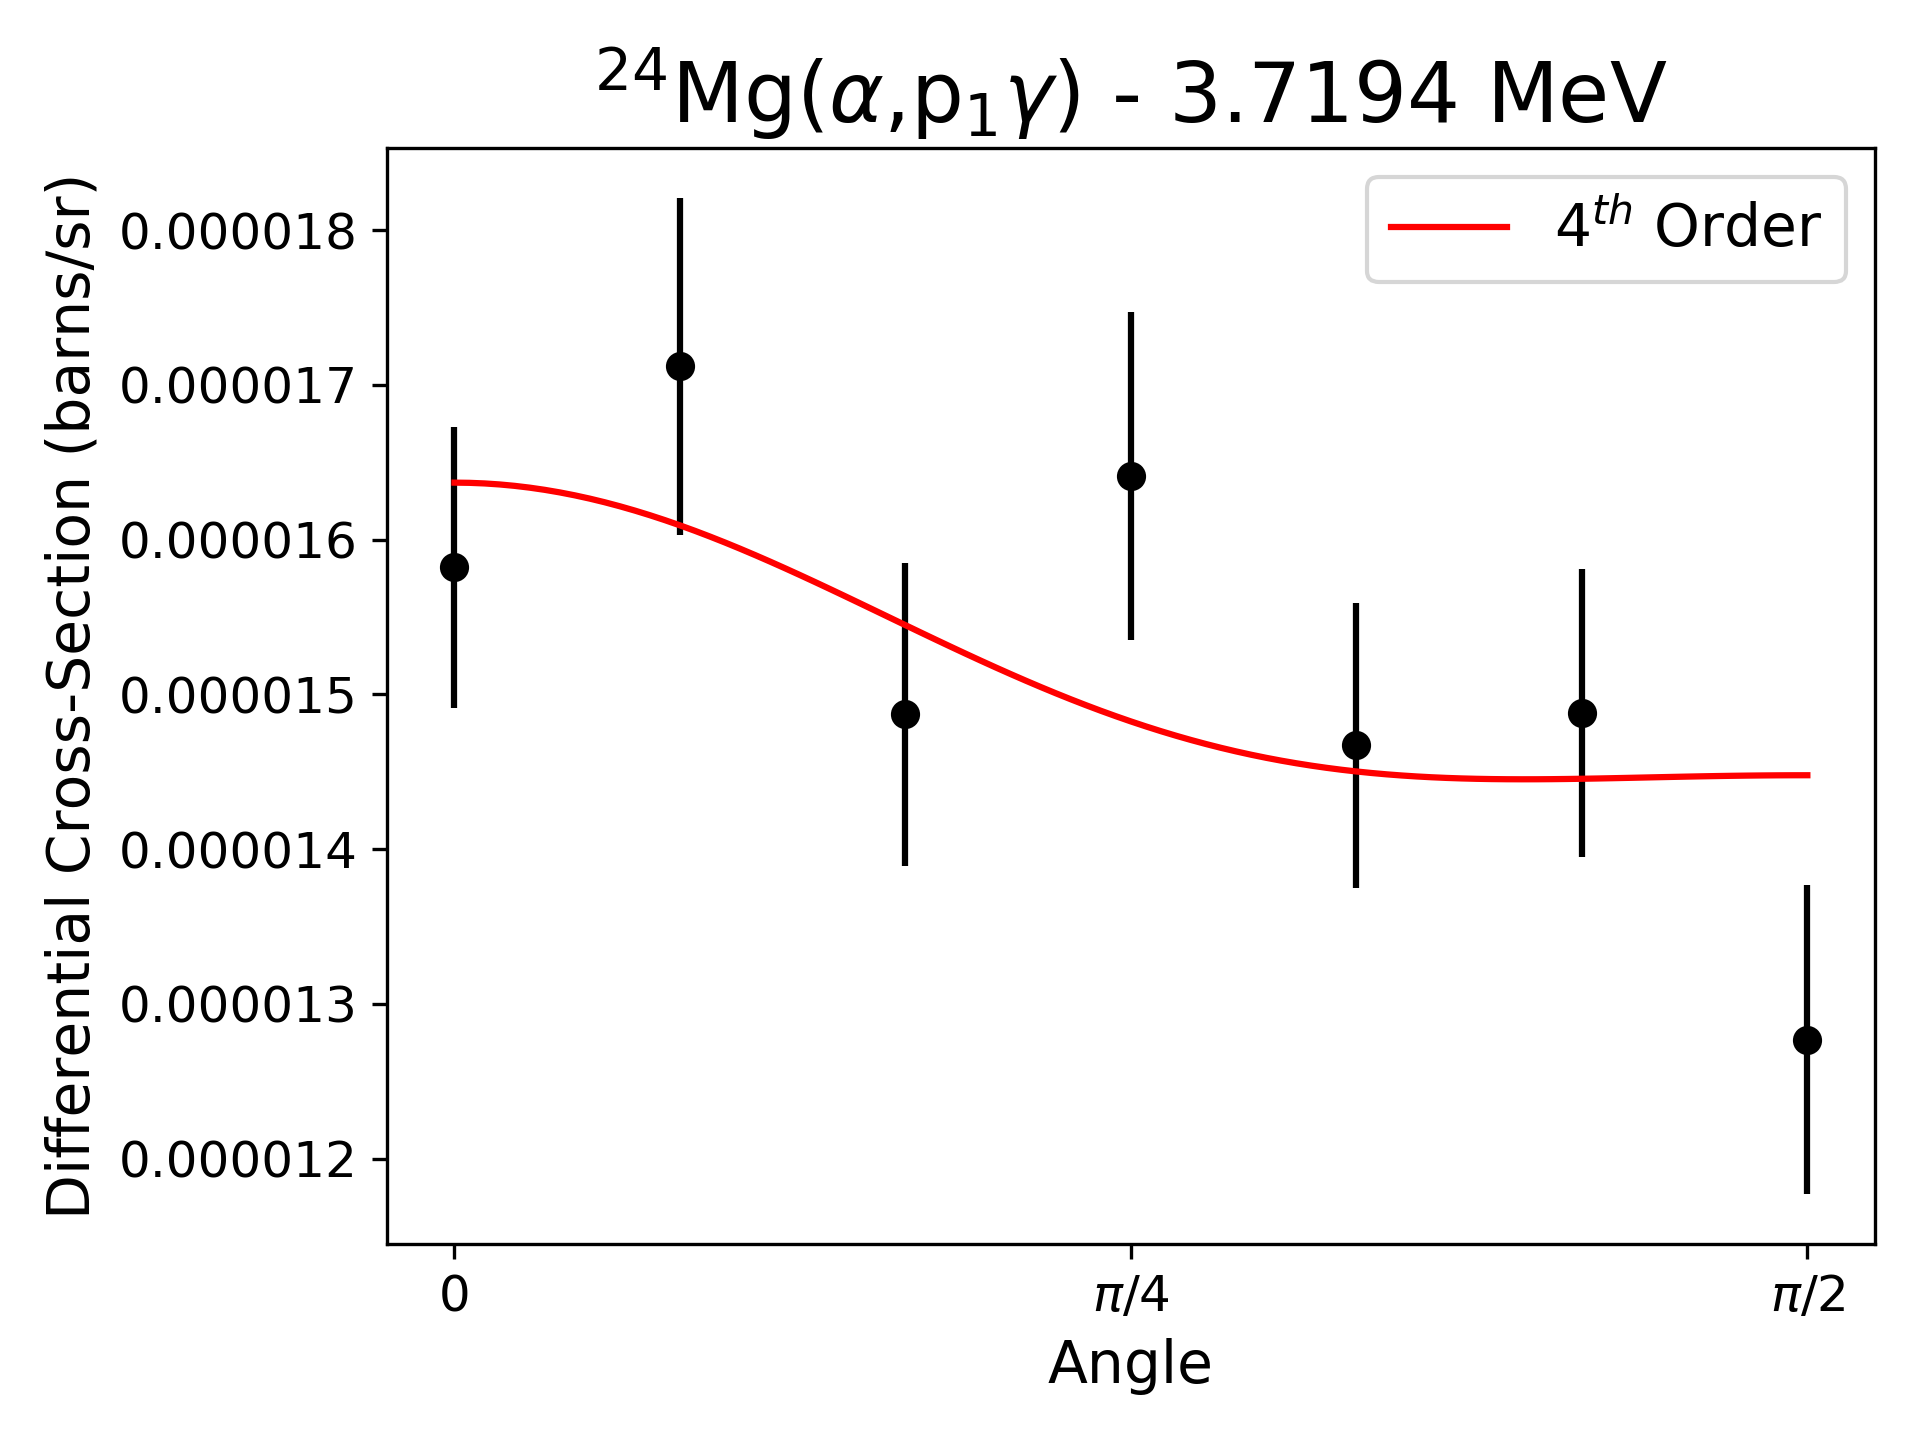 ²⁴Mg(α,p₁γ) - 3.7194 MeV
4ᵗʰ Order
Differential Cross-Section (barns/sr)
0.000018
0.000017
0.000016
0.000015
0.000014
0.000013
0.000012
0 π/4 π/2
Angle